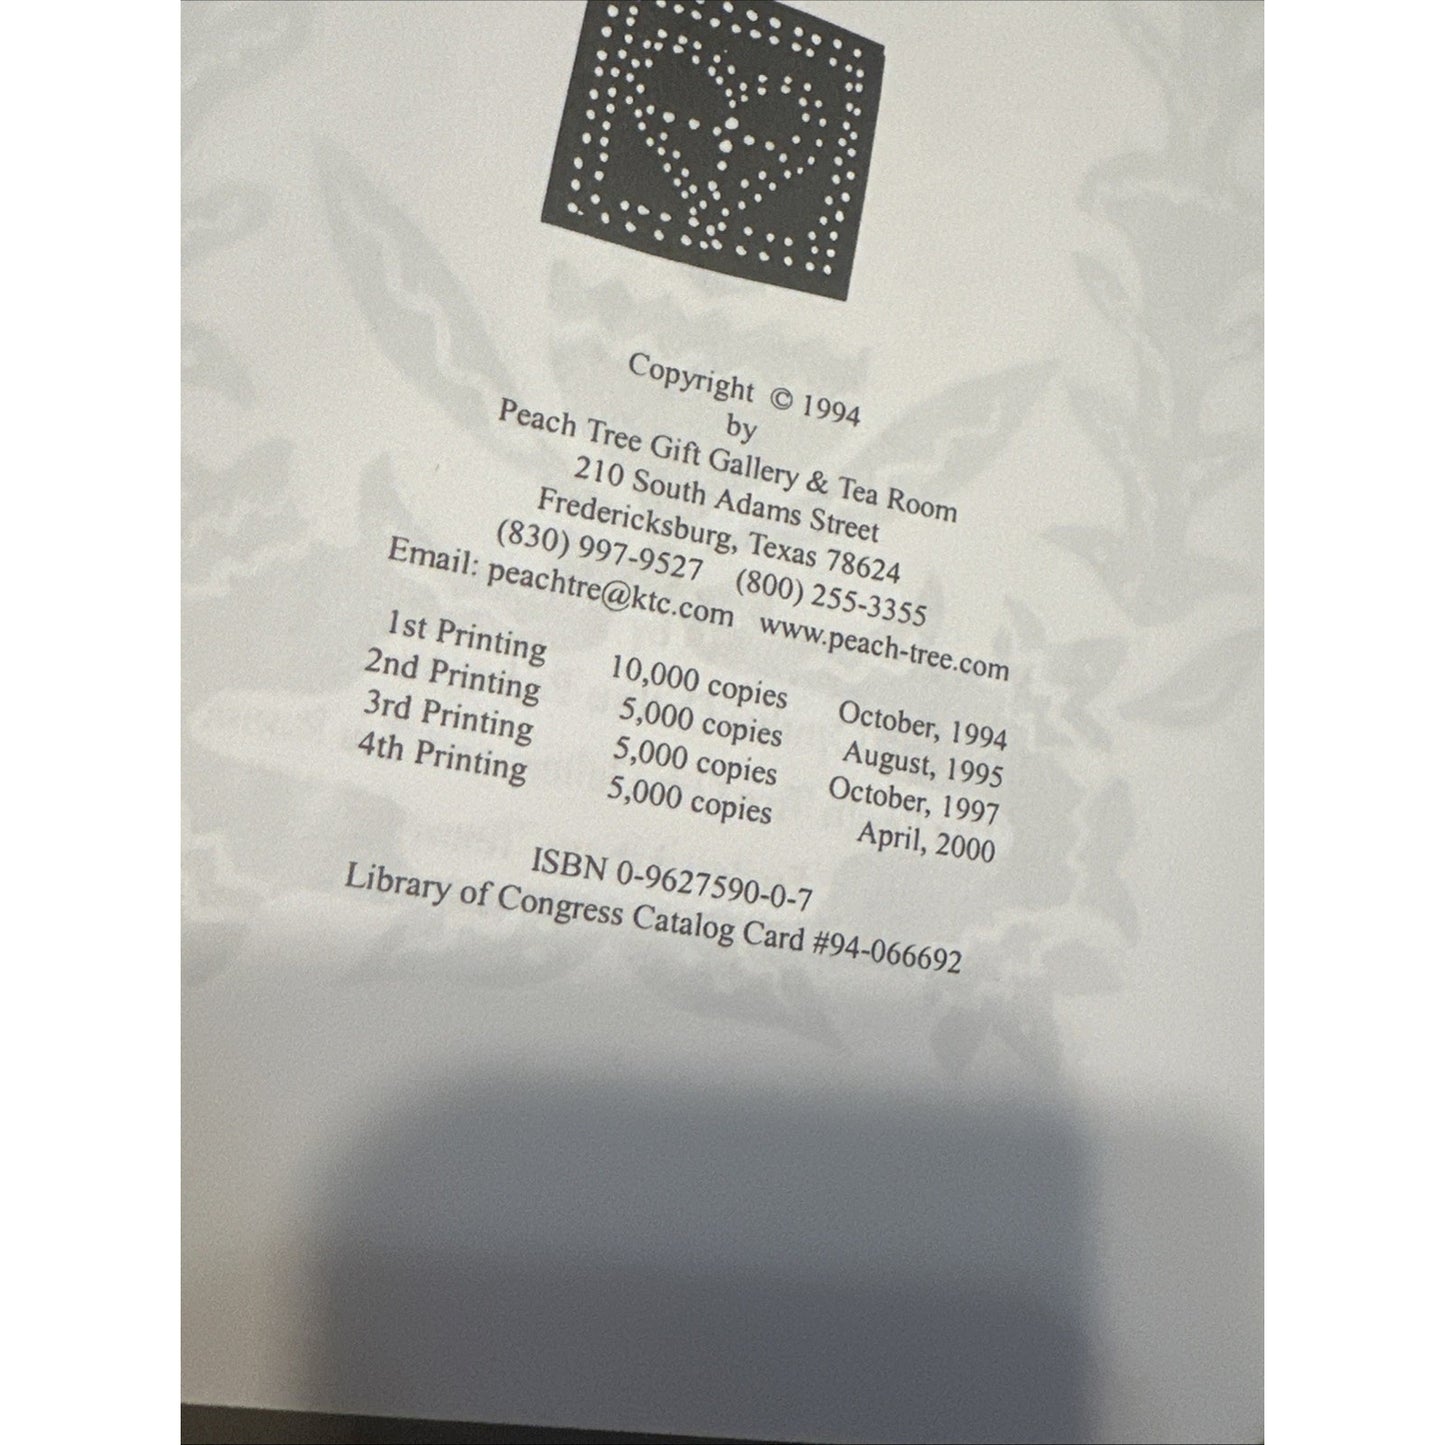 Copyright © 1994
by
Peach Tree Gift Gallery & Tea Room
210 South Adams Street
Fredericksburg, Texas 78624
(830) 997-9527 (800) 255-3355
Email: peachtre@ktc.com www.peach-tree.com
1st Printing 10,000 copies October, 1994
2nd Printing 5,000 copies August, 1995
3rd Printing 5,000 copies October, 1997
4th Printing 5,000 copies April, 2000
ISBN 0-9627590-0-7
Library of Congress Catalog Card #94-066692